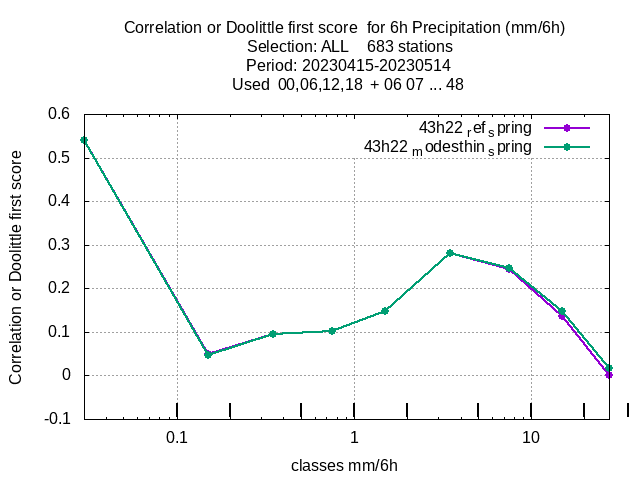 Correlation or Doolittle first score  for 6h Precipitation (mm/6h)
Selection: ALL    683 stations
Period: 20230415-20230514
Used  00,06,12,18  + 06 07 ... 48
0.6
0.5
0.4
0.3
0.2
0.1
0
-0.1
Correlation or Doolittle first score
43h22 ref spring
43h22 modesthin spring
0.1
1
10
classes mm/6h